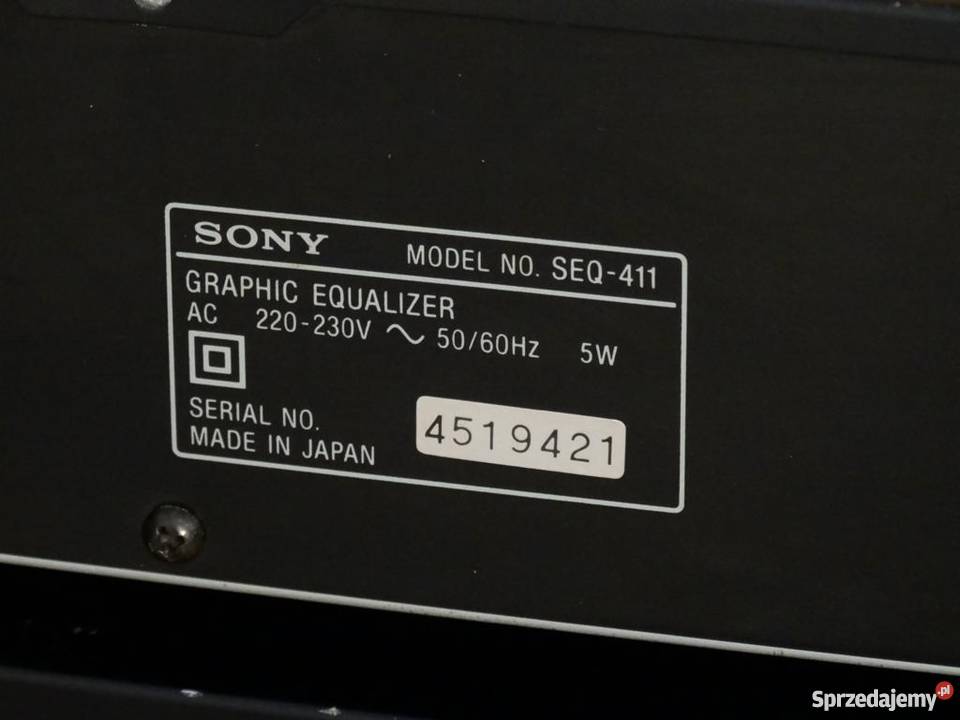 SONY MODEL NO. SEQ-411
GRAPHIC EQUALIZER
AC 220-230V ~ 50/60Hz 5W
SERIAL NO. 4519421
MADE IN JAPAN
Sprzedajemy.pl